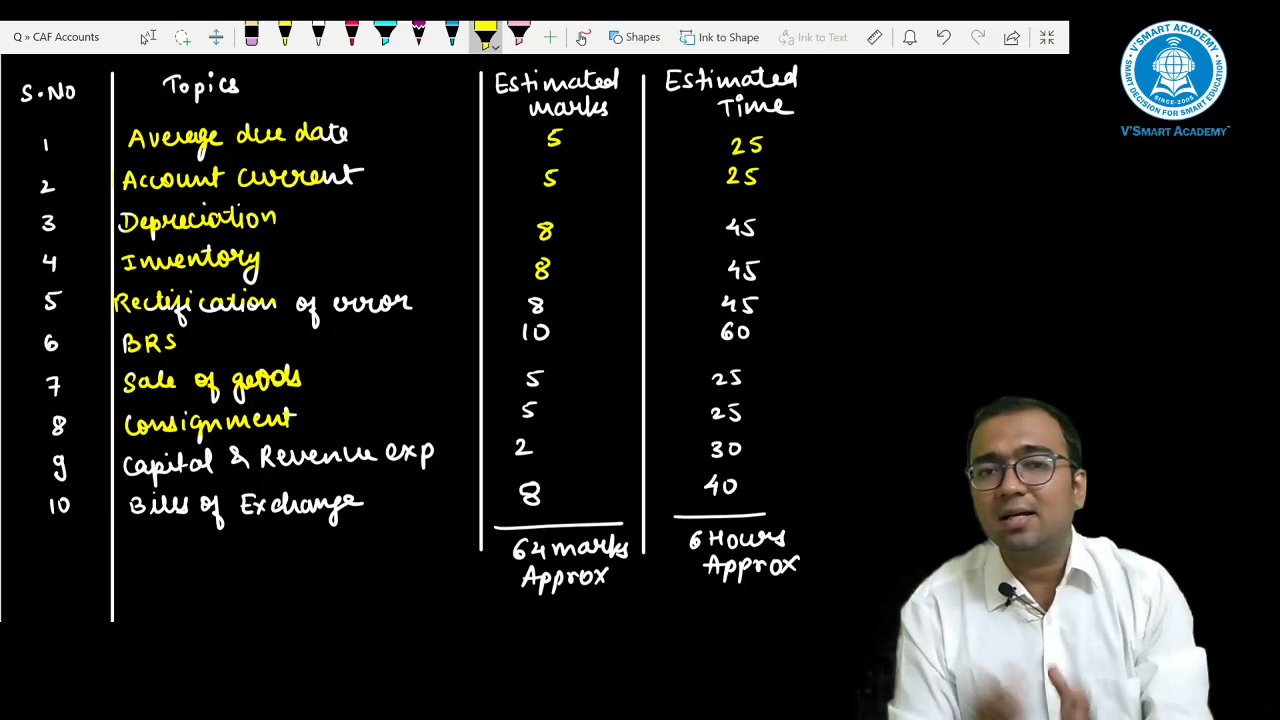 Q » CAF Accounts
Shapes
Ink to Shape
Ink to Text
V'SMART ACADEMY
SMART DECISION FOR SMART EDUCATION
SINCE-2005
V'SMART ACADEMY™
S.No Topics Estimated marks Estimated Time
1 Average due date 5 25
2 Account Current 5 25
3 Depreciation 8 45
4 Inventory 8 45
5 Rectification of error 8 45
6 BRS 10 60
7 Sale of goods 5 25
8 Consignment 5 25
9 Capital & Revenue exp 2 30
10 Bills of Exchange 8 40
64 marks Approx 6 Hours Approx